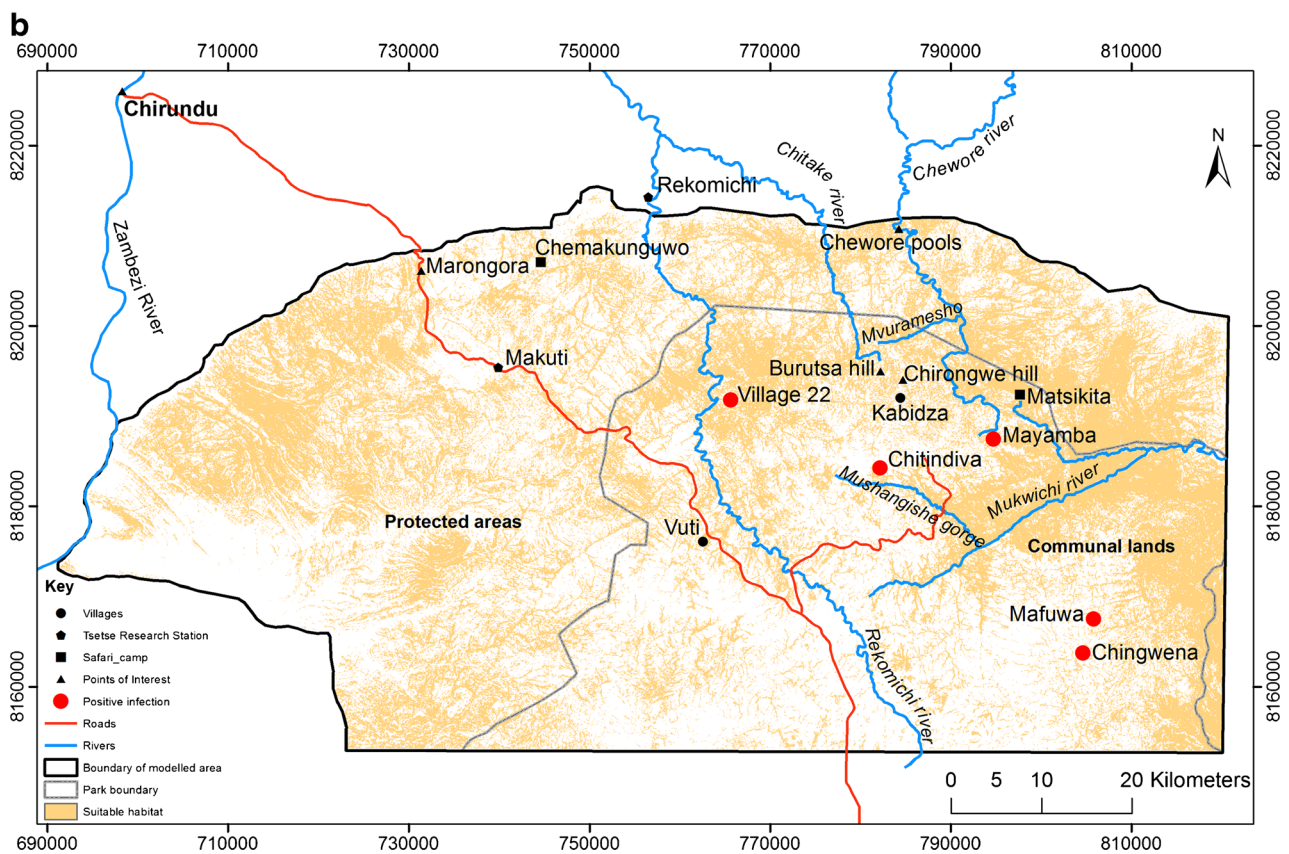 b
690000 710000 730000 750000 770000 790000 810000
Chirundu
8220000
8220000
N
Chitake river
Chewore river
Rekomichi
Zambezi River
Chewore pools
Chemakunguwo
Marongora
8200000
8200000
Mvuramesho
Makuti
Burutsa hill
Chirongwe hill
Village 22
Matsikita
Kabidza
Mayamba
Chitindiva
8180000
8180000
Mushangishe gorge
Mukwichi river
Protected areas
Vuti
Communal lands
Key
Villages
Tsetse Research Station
Safari_camp
Points of Interest
Positive infection
Roads
Rivers
Boundary of modelled area
Park boundary
Suitable habitat
Mafuwa
Chingwena
8160000
8160000
Rekomichi river
0 5 10 20 Kilometers
690000 710000 730000 750000 770000 790000 810000